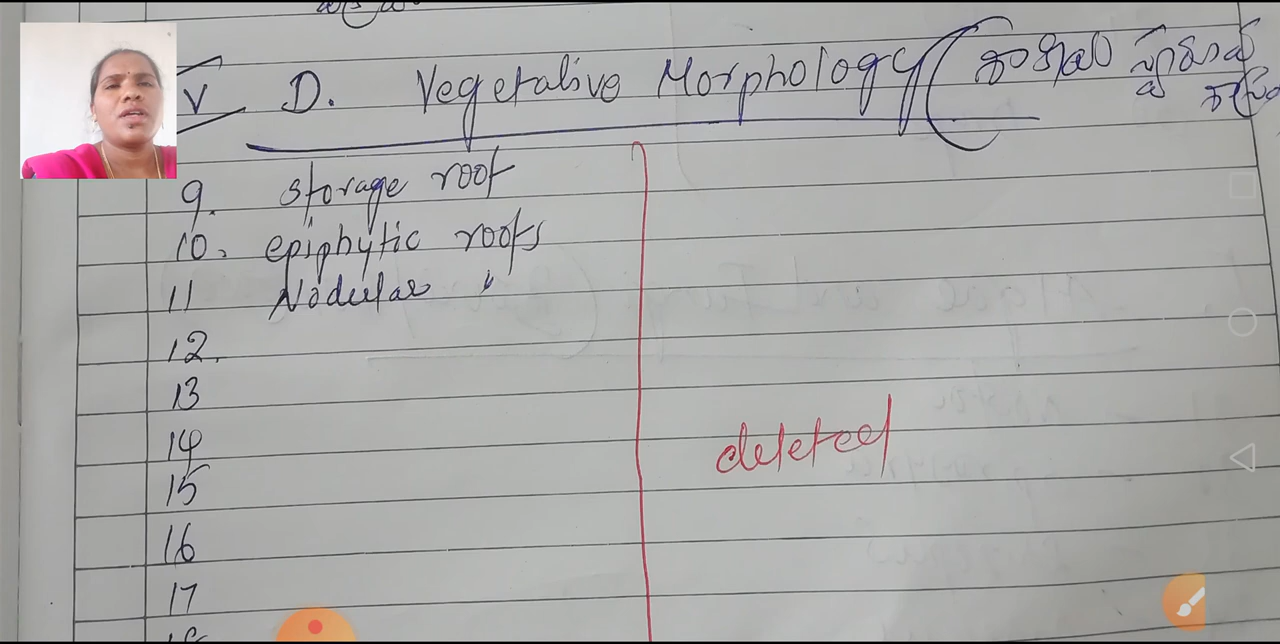 V D. Vegetative Morphology (
9. Storage root
10. epiphytic roots
11 Nodular "
12.
13
14
15
16
17
deleted